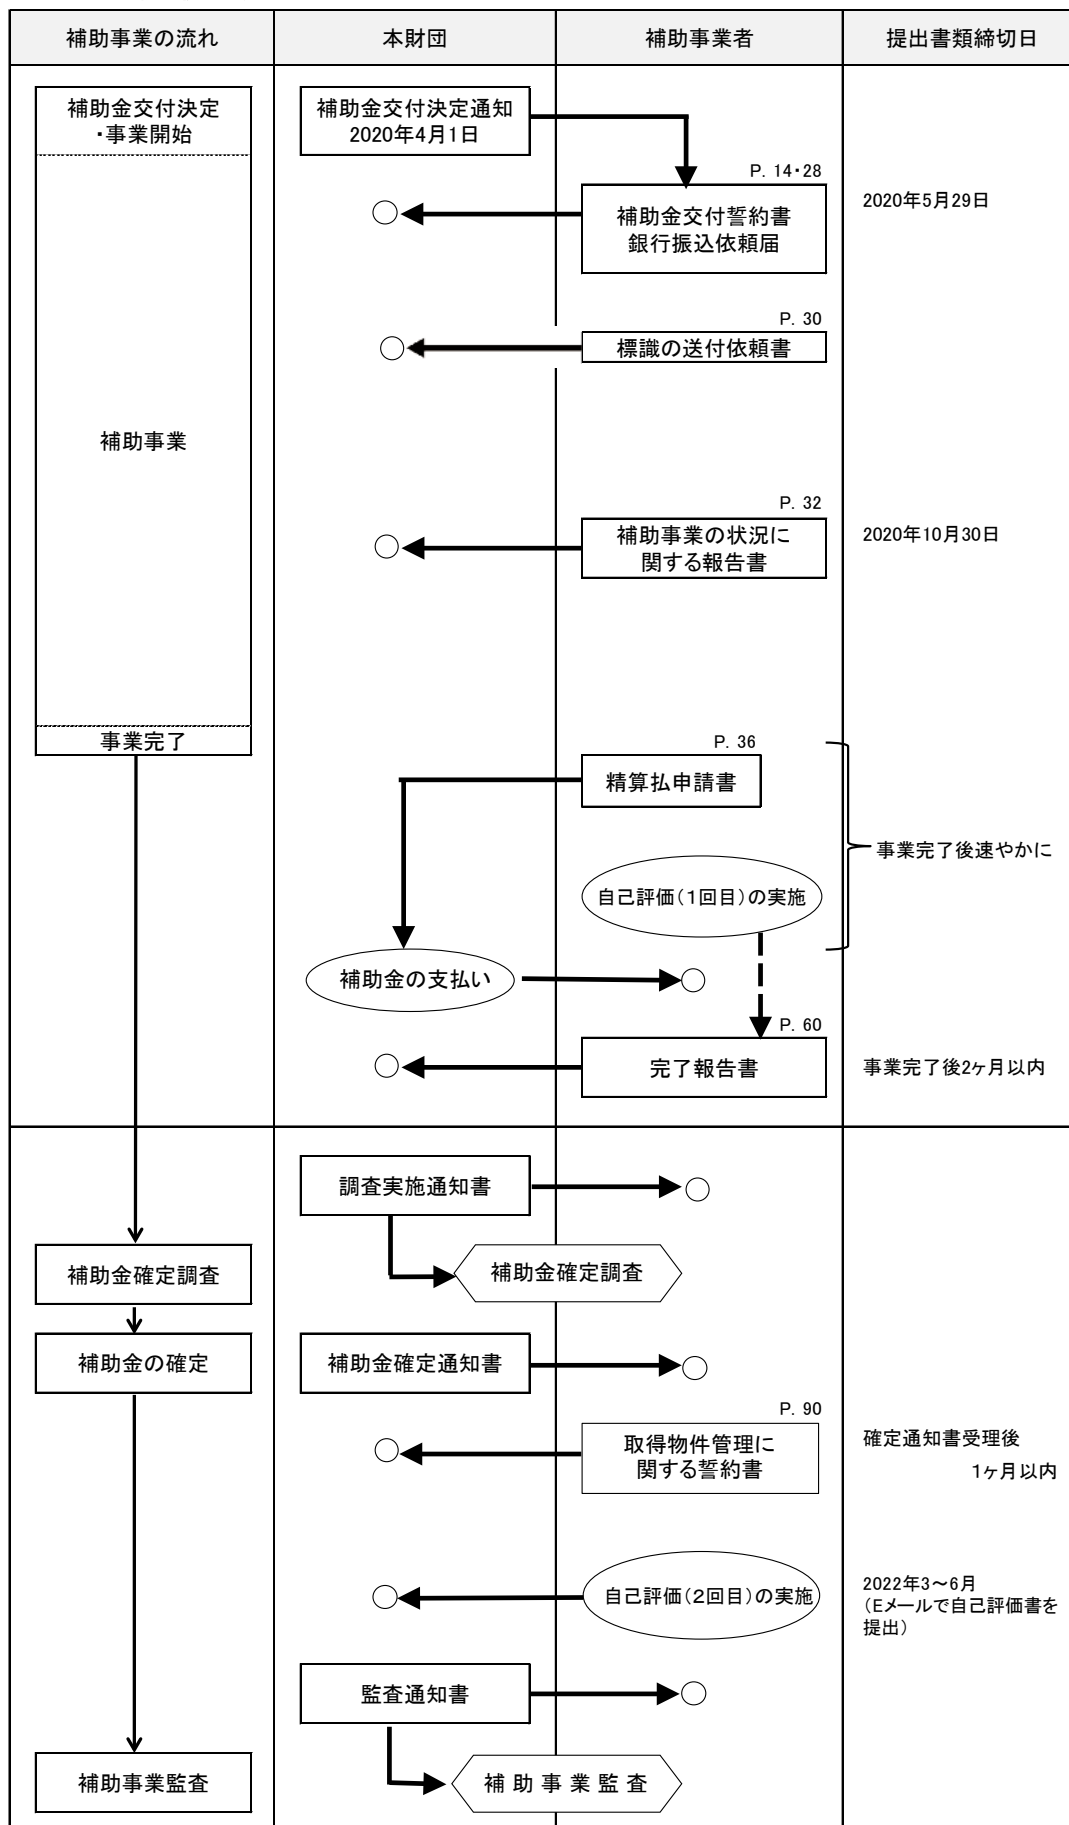 補助事業の流れ
本財団
補助事業者
提出書類締切日
補助金交付決定
・事業開始
補助金交付決定通知
2020年4月1日
P. 14・28
補助金交付誓約書
銀行振込依頼届
2020年5月29日
P. 30
標識の送付依頼書
補助事業
P. 32
補助事業の状況に
関する報告書
2020年10月30日
事業完了
P. 36
精算払申請書
事業完了後速やかに
自己評価(1回目)の実施
補助金の支払い
P. 60
完了報告書
事業完了後2ヶ月以内
調査実施通知書
補助金確定調査
補助金確定調査
補助金の確定
補助金確定通知書
P. 90
取得物件管理に
関する誓約書
確定通知書受理後
1ヶ月以内
自己評価(2回目)の実施
2022年3～6月
(Eメールで自己評価書を
提出)
監査通知書
補助事業監査
補 助 事 業 監 査